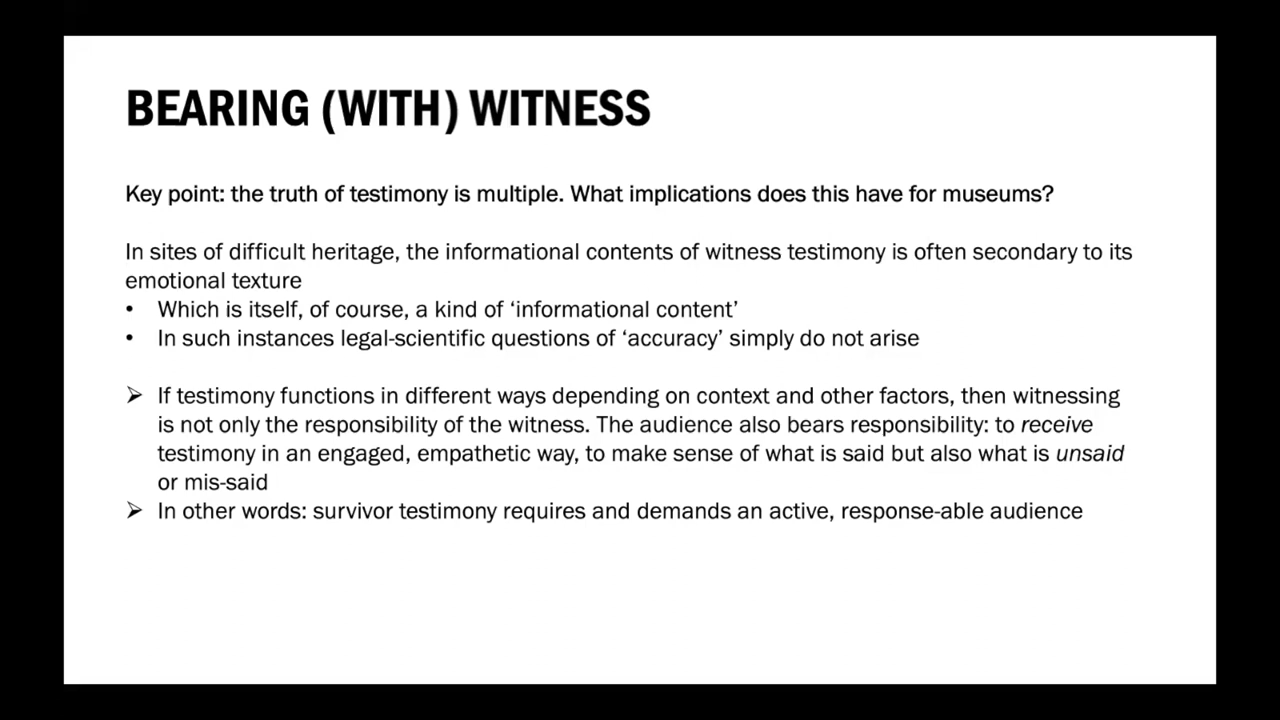 BEARING (WITH) WITNESS
Key point: the truth of testimony is multiple. What implications does this have for museums?
In sites of difficult heritage, the informational contents of witness testimony is often secondary to its
emotional texture
• Which is itself, of course, a kind of ‘informational content’
• In such instances legal-scientific questions of ‘accuracy’ simply do not arise
➢ If testimony functions in different ways depending on context and other factors, then witnessing
is not only the responsibility of the witness. The audience also bears responsibility: to receive
testimony in an engaged, empathetic way, to make sense of what is said but also what is unsaid
or mis-said
➢ In other words: survivor testimony requires and demands an active, response-able audience